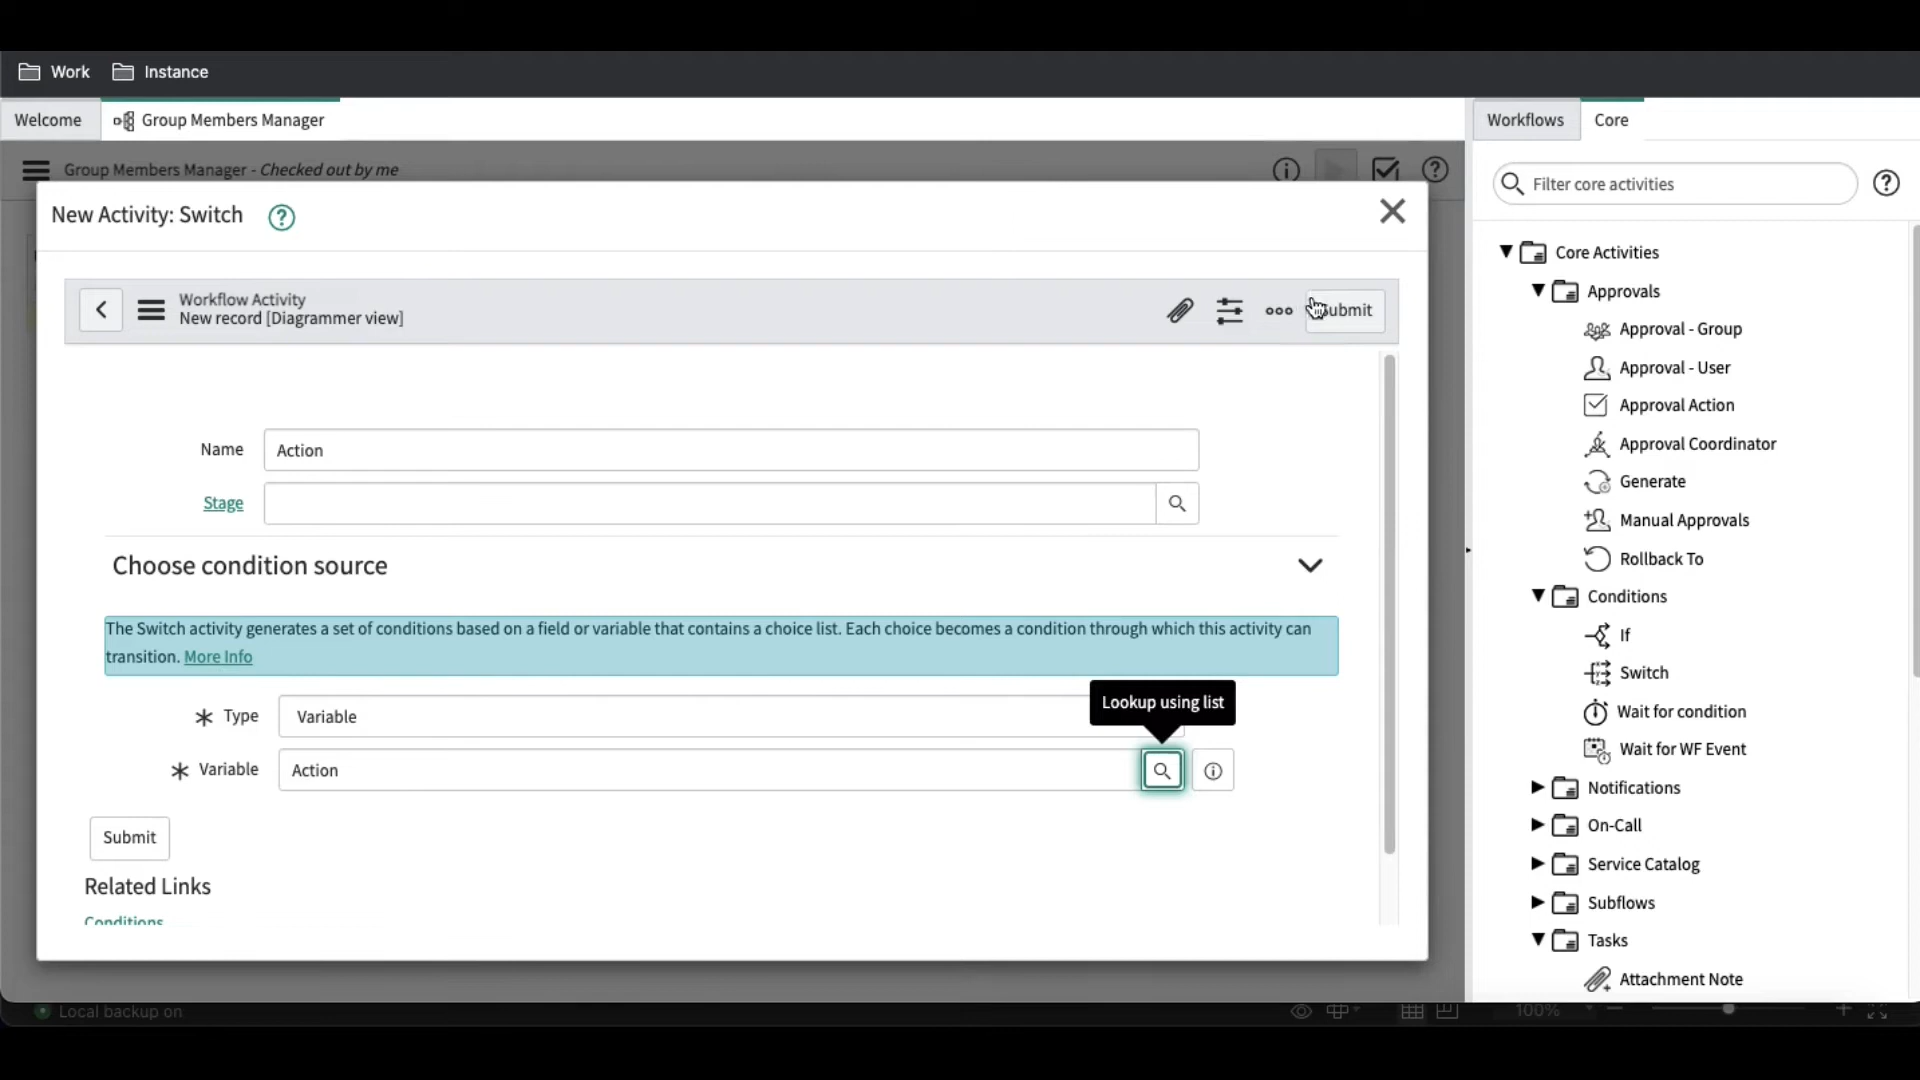 Work Instance
Welcome Group Members Manager
Workflows Core
Group Members Manager - Checked out by me
Filter core activities
New Activity: Switch
Workflow Activity
New record [Diagrammer view]
Submit
Name Action
Stage
Choose condition source
The Switch activity generates a set of conditions based on a field or variable that contains a choice list. Each choice becomes a condition through which this activity can
transition. More Info
Lookup using list
Type Variable
Variable Action
Submit
Related Links
Conditions
Core Activities
Approvals
Approval - Group
Approval - User
Approval Action
Approval Coordinator
Generate
Manual Approvals
Rollback To
Conditions
If
Switch
Wait for condition
Wait for WF Event
Notifications
On-Call
Service Catalog
Subflows
Tasks
Attachment Note
Local backup on
100%